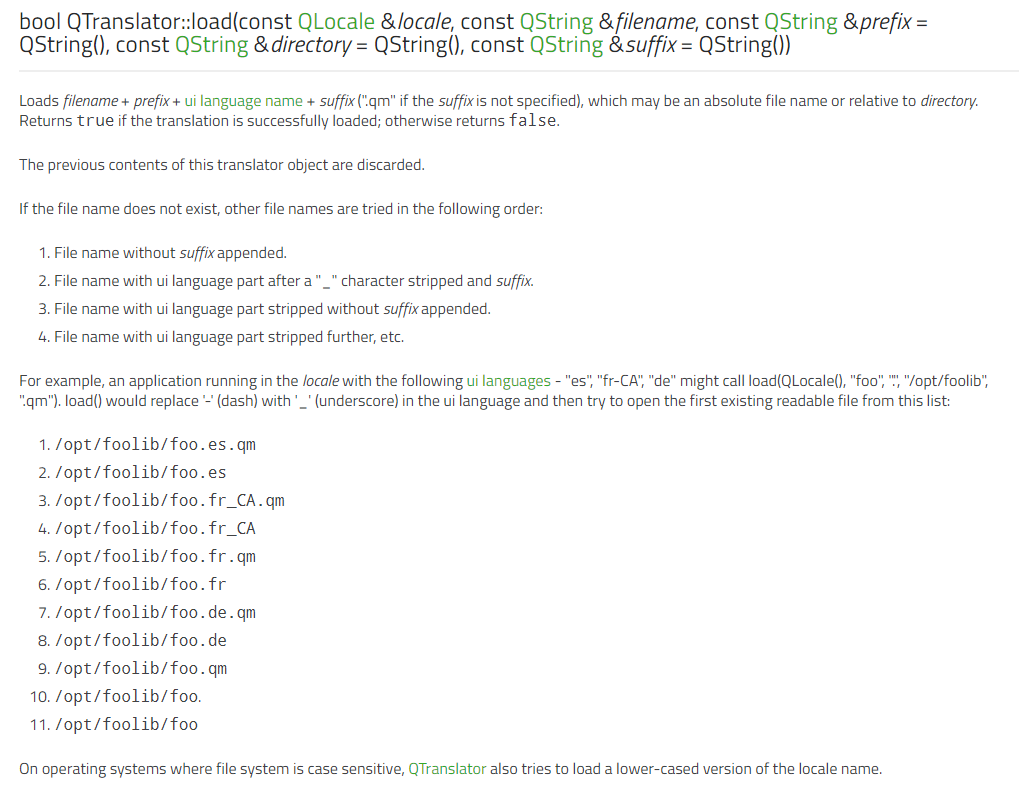 bool QTranslator::load(const QLocale &locale, const QString &filename, const QString &prefix =
QString(), const QString &directory = QString(), const QString &suffix = QString())
Loads filename + prefix + ui language name + suffix (".qm" if the suffix is not specified), which may be an absolute file name or relative to directory.
Returns true if the translation is successfully loaded; otherwise returns false.
The previous contents of this translator object are discarded.
If the file name does not exist, other file names are tried in the following order:
1. File name without suffix appended.
2. File name with ui language part after a "_" character stripped and suffix.
3. File name with ui language part stripped without suffix appended.
4. File name with ui language part stripped further, etc.
For example, an application running in the locale with the following ui languages - "es", "fr-CA", "de" might call load(QLocale(), "foo", ".", "/opt/foolib",
".qm"). load() would replace '-' (dash) with '_' (underscore) in the ui language and then try to open the first existing readable file from this list:
1. /opt/foolib/foo.es.qm
2. /opt/foolib/foo.es
3. /opt/foolib/foo.fr_CA.qm
4. /opt/foolib/foo.fr_CA
5. /opt/foolib/foo.fr.qm
6. /opt/foolib/foo.fr
7. /opt/foolib/foo.de.qm
8. /opt/foolib/foo.de
9. /opt/foolib/foo.qm
10. /opt/foolib/foo.
11. /opt/foolib/foo
On operating systems where file system is case sensitive, QTranslator also tries to load a lower-cased version of the locale name.